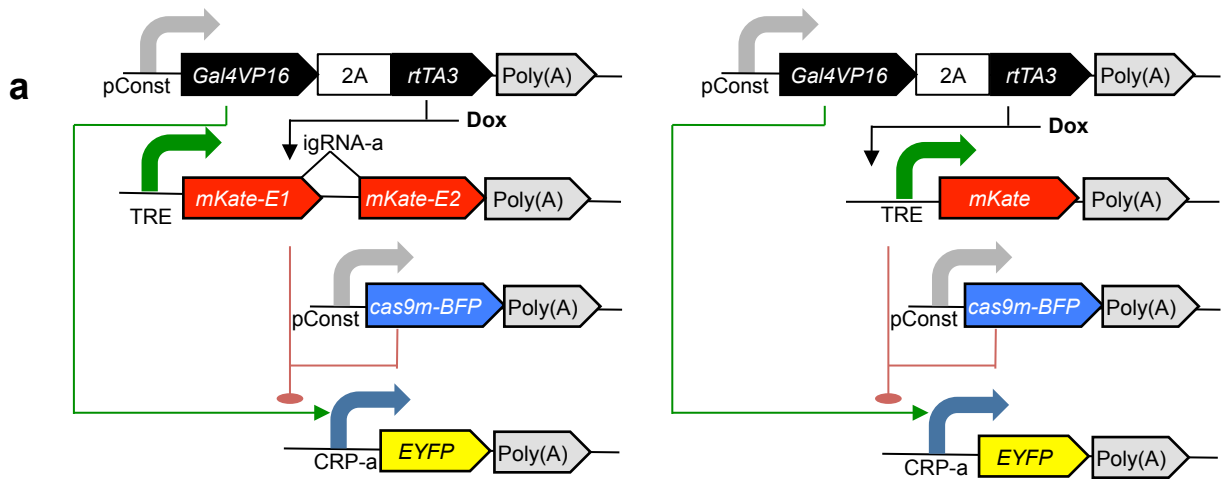 a
pConst Gal4VP16 2A rtTA3 Poly(A)
Dox
igRNA-a
TRE mKate-E1 mKate-E2 Poly(A)
pConst cas9m-BFP Poly(A)
CRP-a EYFP Poly(A)
pConst Gal4VP16 2A rtTA3 Poly(A)
Dox
TRE mKate Poly(A)
pConst cas9m-BFP Poly(A)
CRP-a EYFP Poly(A)